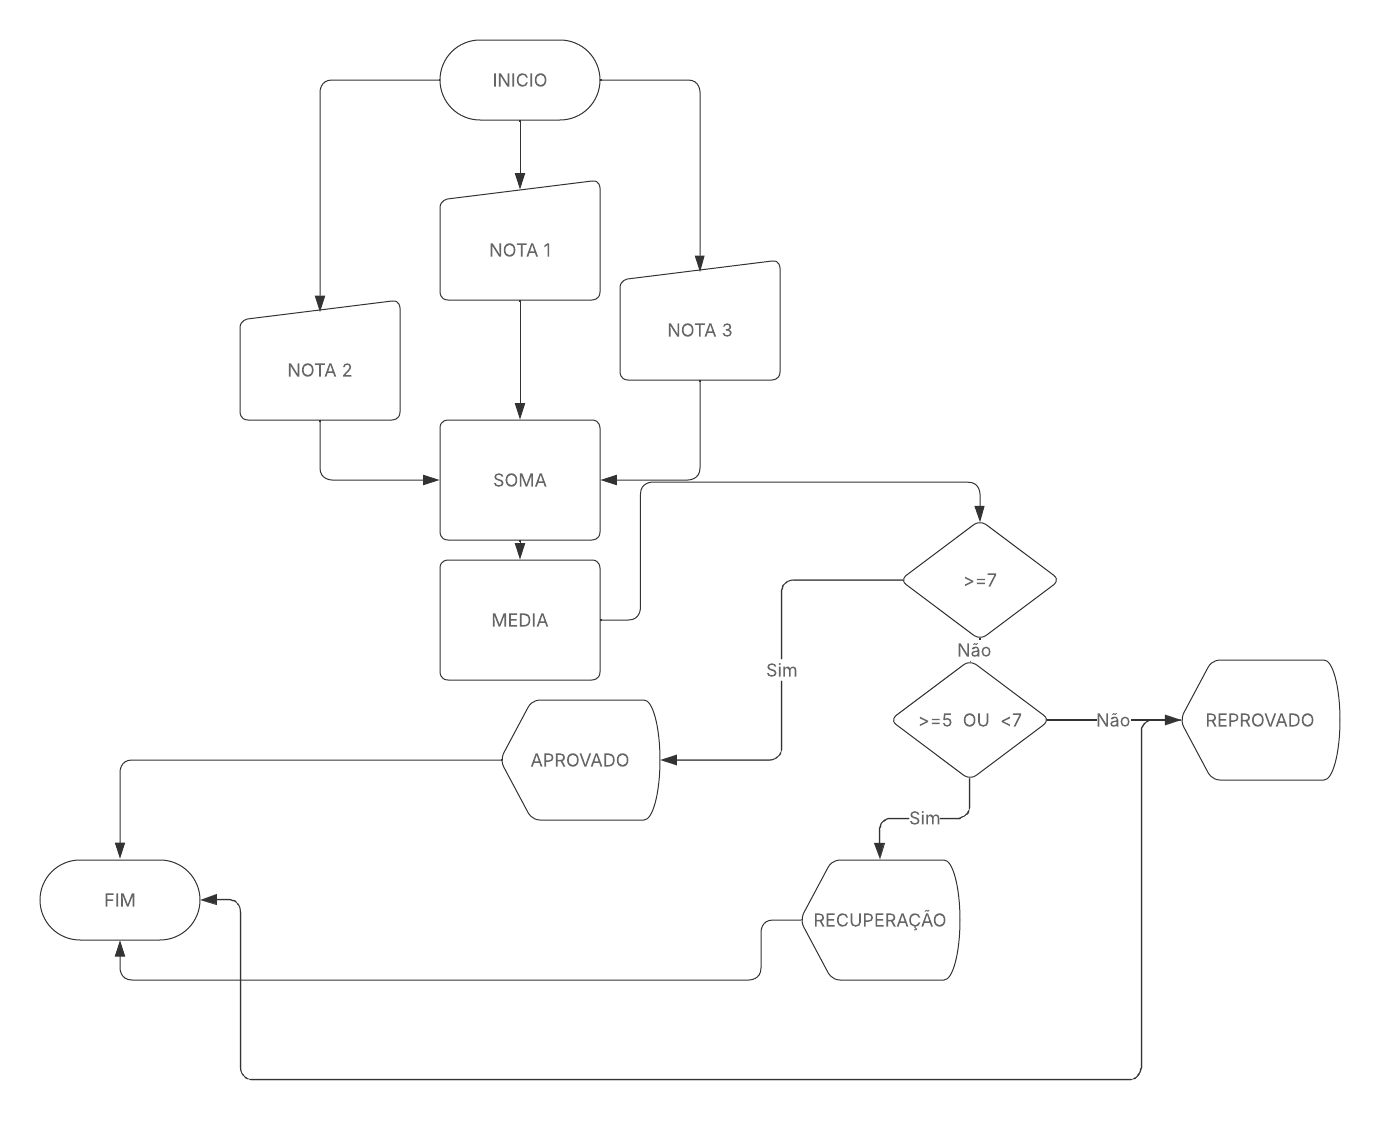 INICIO
NOTA 1
NOTA 3
NOTA 2
SOMA
MEDIA
>=7
Não
Sim
>=5 OU <7
Não
REPROVADO
APROVADO
Sim
FIM
RECUPERAÇÃO